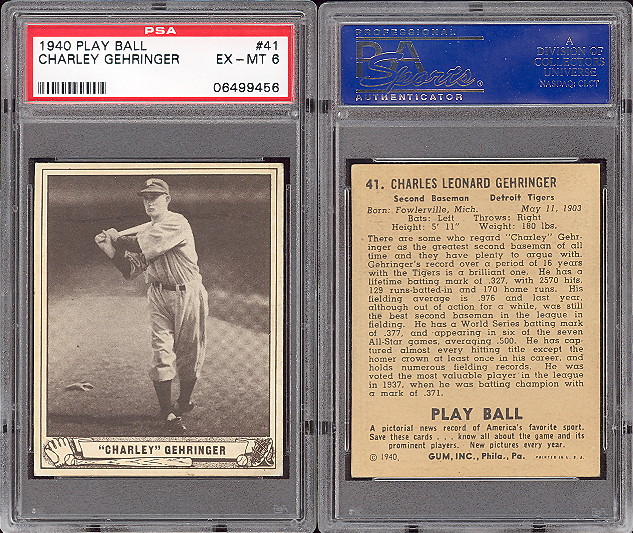 PSA
1940 PLAY BALL #41
CHARLEY GEHRINGER EX-MT 6
06499456
"CHARLEY" GEHRINGER
PROFESSIONAL
PSA
Sports
AUTHENTICATOR
A
DIVISION OF
COLLECTORS
UNIVERSE
NASDAQ: CLCT
41. CHARLES LEONARD GEHRINGER
Second Baseman Detroit Tigers
Born: Fowlerville, Mich. May 11, 1903
Bats: Left Throws: Right
Height: 5' 11" Weight: 180 lbs.
There are some who regard "Charley" Gehr-
inger as the greatest second baseman of all
time and they have plenty to argue with.
Gehringer's record over a period of 16 years
with the Tigers is a brilliant one. He has a
lifetime batting mark of .327, with 2570 hits,
129 runs-batted-in and 170 home runs. His
fielding average is .976 and last year,
although out of action for a while, was still
the best second baseman in the league in
fielding. He has a World Series batting mark
of .377, and appearing in six of the seven
All-Star games, averaging .500. He has cap-
tured almost every hitting title except the
homer crown at least once in his career, and
holds numerous fielding records. He was
voted the most valuable player in the league
in 1937, when he was batting champion with
a mark of .371.
PLAY BALL
A pictorial news record of America's favorite sport.
Save these cards . . . know all about the game and its
prominent players. New pictures every year.
© 1940, GUM, INC., Phila., Pa. PRINTED IN U. S. A.